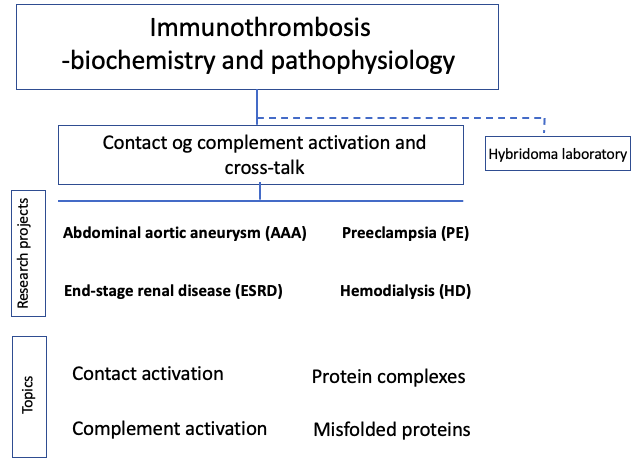 Immunothrombosis
-biochemistry and pathophysiology
Contact og complement activation and
cross-talk
Hybridoma laboratory
Research projects
Abdominal aortic aneurysm (AAA)
Preeclampsia (PE)
End-stage renal disease (ESRD)
Hemodialysis (HD)
Topics
Contact activation
Protein complexes
Complement activation
Misfolded proteins